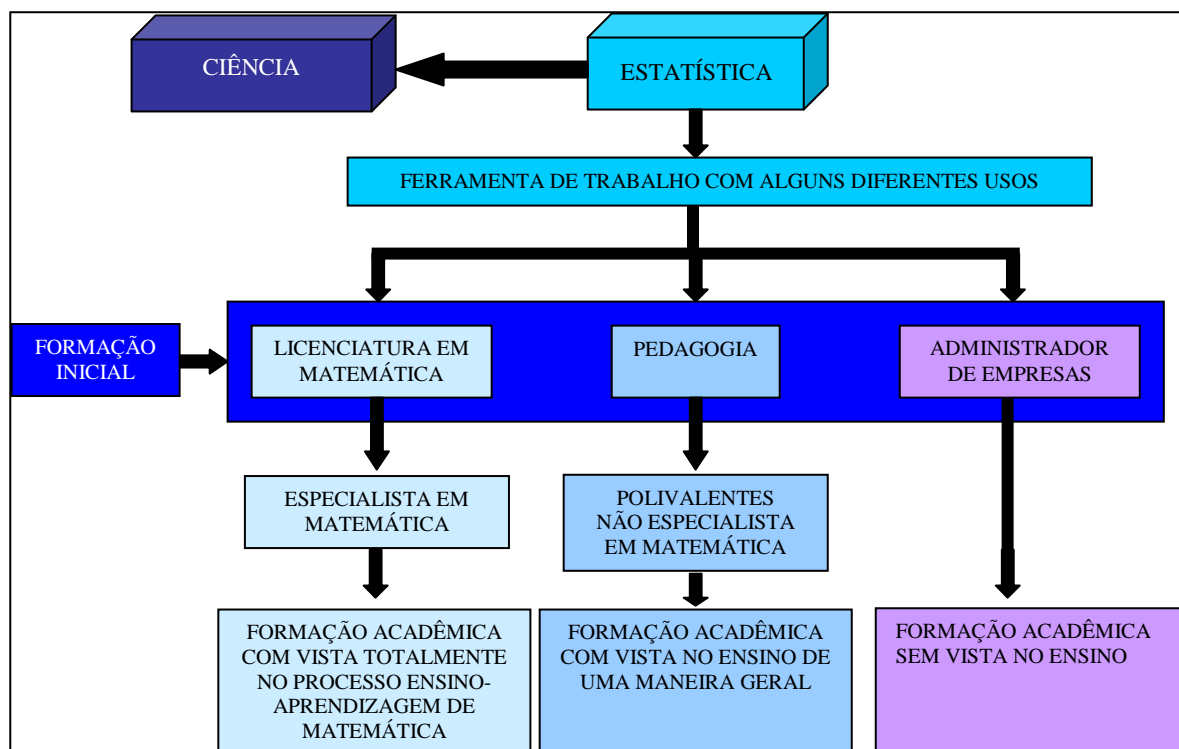 CIÊNCIA
ESTATÍSTICA
FERRAMENTA DE TRABALHO COM ALGUNS DIFERENTES USOS
FORMAÇÃO
INICIAL
LICENCIATURA EM
MATEMÁTICA
PEDAGOGIA
ADMINISTRADOR
DE EMPRESAS
ESPECIALISTA EM
MATEMÁTICA
POLIVALENTES
NÃO ESPECIALISTA
EM MATEMÁTICA
FORMAÇÃO ACADÊMICA
COM VISTA TOTALMENTE
NO PROCESSO ENSINO-
APRENDIZAGEM DE
MATEMÁTICA
FORMAÇÃO ACADÊMICA
COM VISTA NO ENSINO DE
UMA MANEIRA GERAL
FORMAÇÃO ACADÊMICA
SEM VISTA NO ENSINO